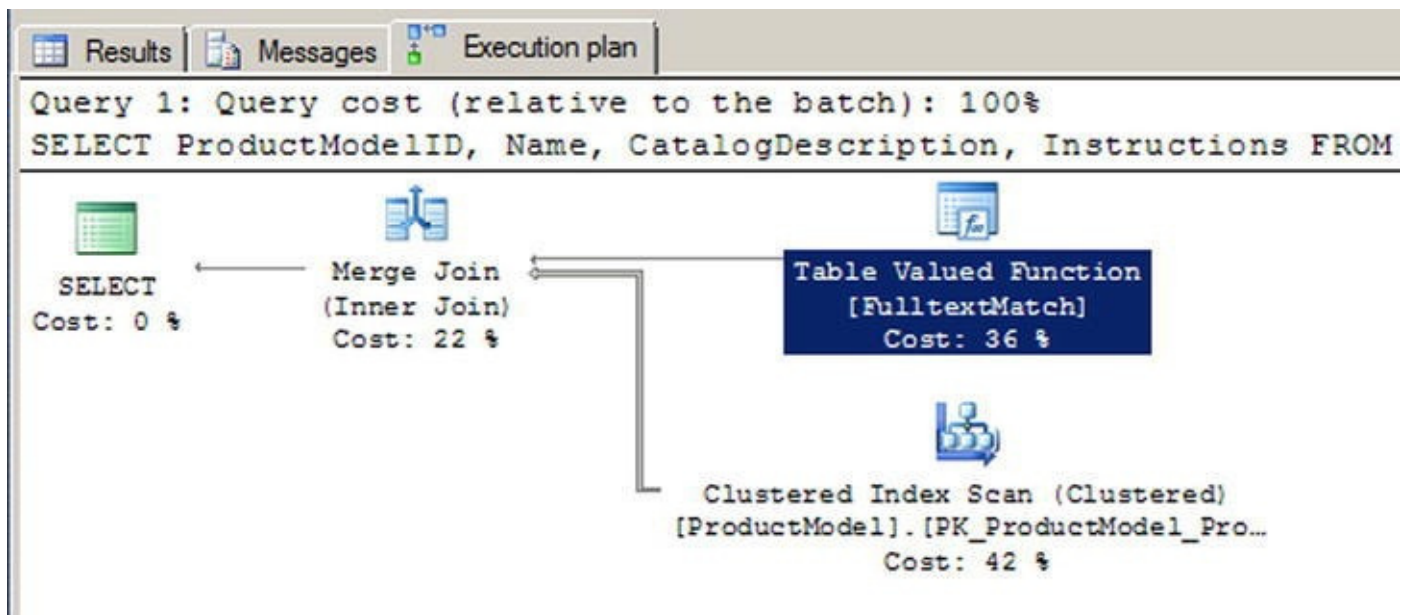 Results Messages Execution plan
Query 1: Query cost (relative to the batch): 100%
SELECT ProductModelID, Name, CatalogDescription, Instructions FROM
SELECT
Cost: 0 %
Merge Join
(Inner Join)
Cost: 22 %
Table Valued Function
[FulltextMatch]
Cost: 36 %
Clustered Index Scan (Clustered)
[ProductModel].[PK_ProductModel_Pro…
Cost: 42 %